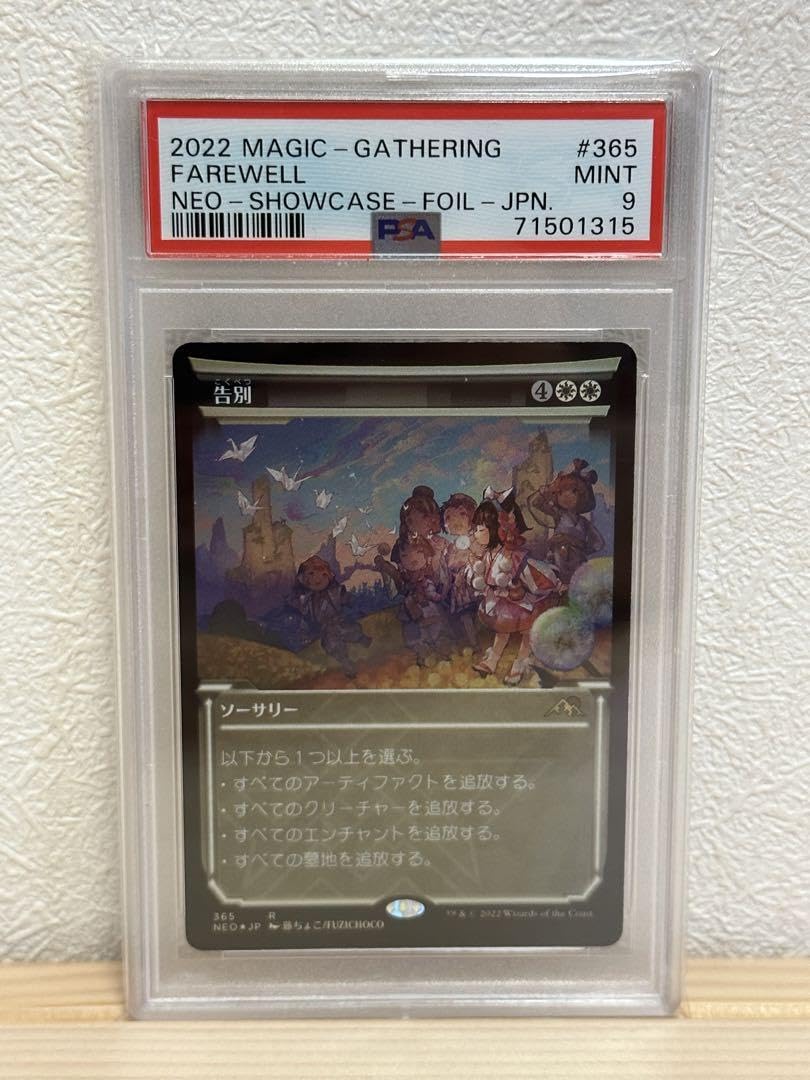 2022 MAGIC - GATHERING #365
FAREWELL MINT
NEO - SHOWCASE - FOIL - JPN. 9
PSA 71501315
こくべつ
告別 4
ソーサリー
以下から1つ以上を選ぶ。
・すべてのアーティファクトを追放する。
・すべてのクリーチャーを追放する。
・すべてのエンチャントを追放する。
・すべての墓地を追放する。
365 R
NEO★JP 藤ちょこ/FUZICHOCO
™ & © 2022 Wizards of the Coast